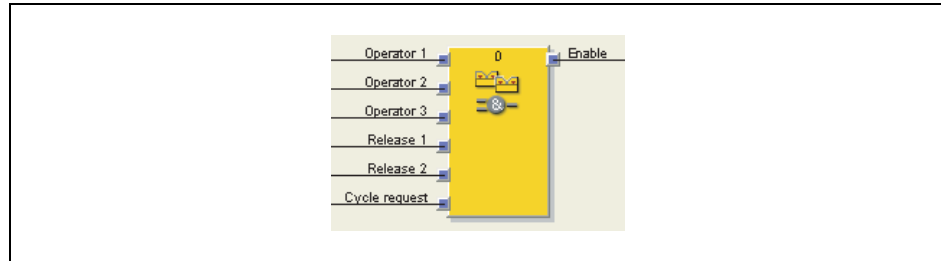 Operator 1
0
Enable
Operator 2
Operator 3
&
Release 1
Release 2
Cycle request